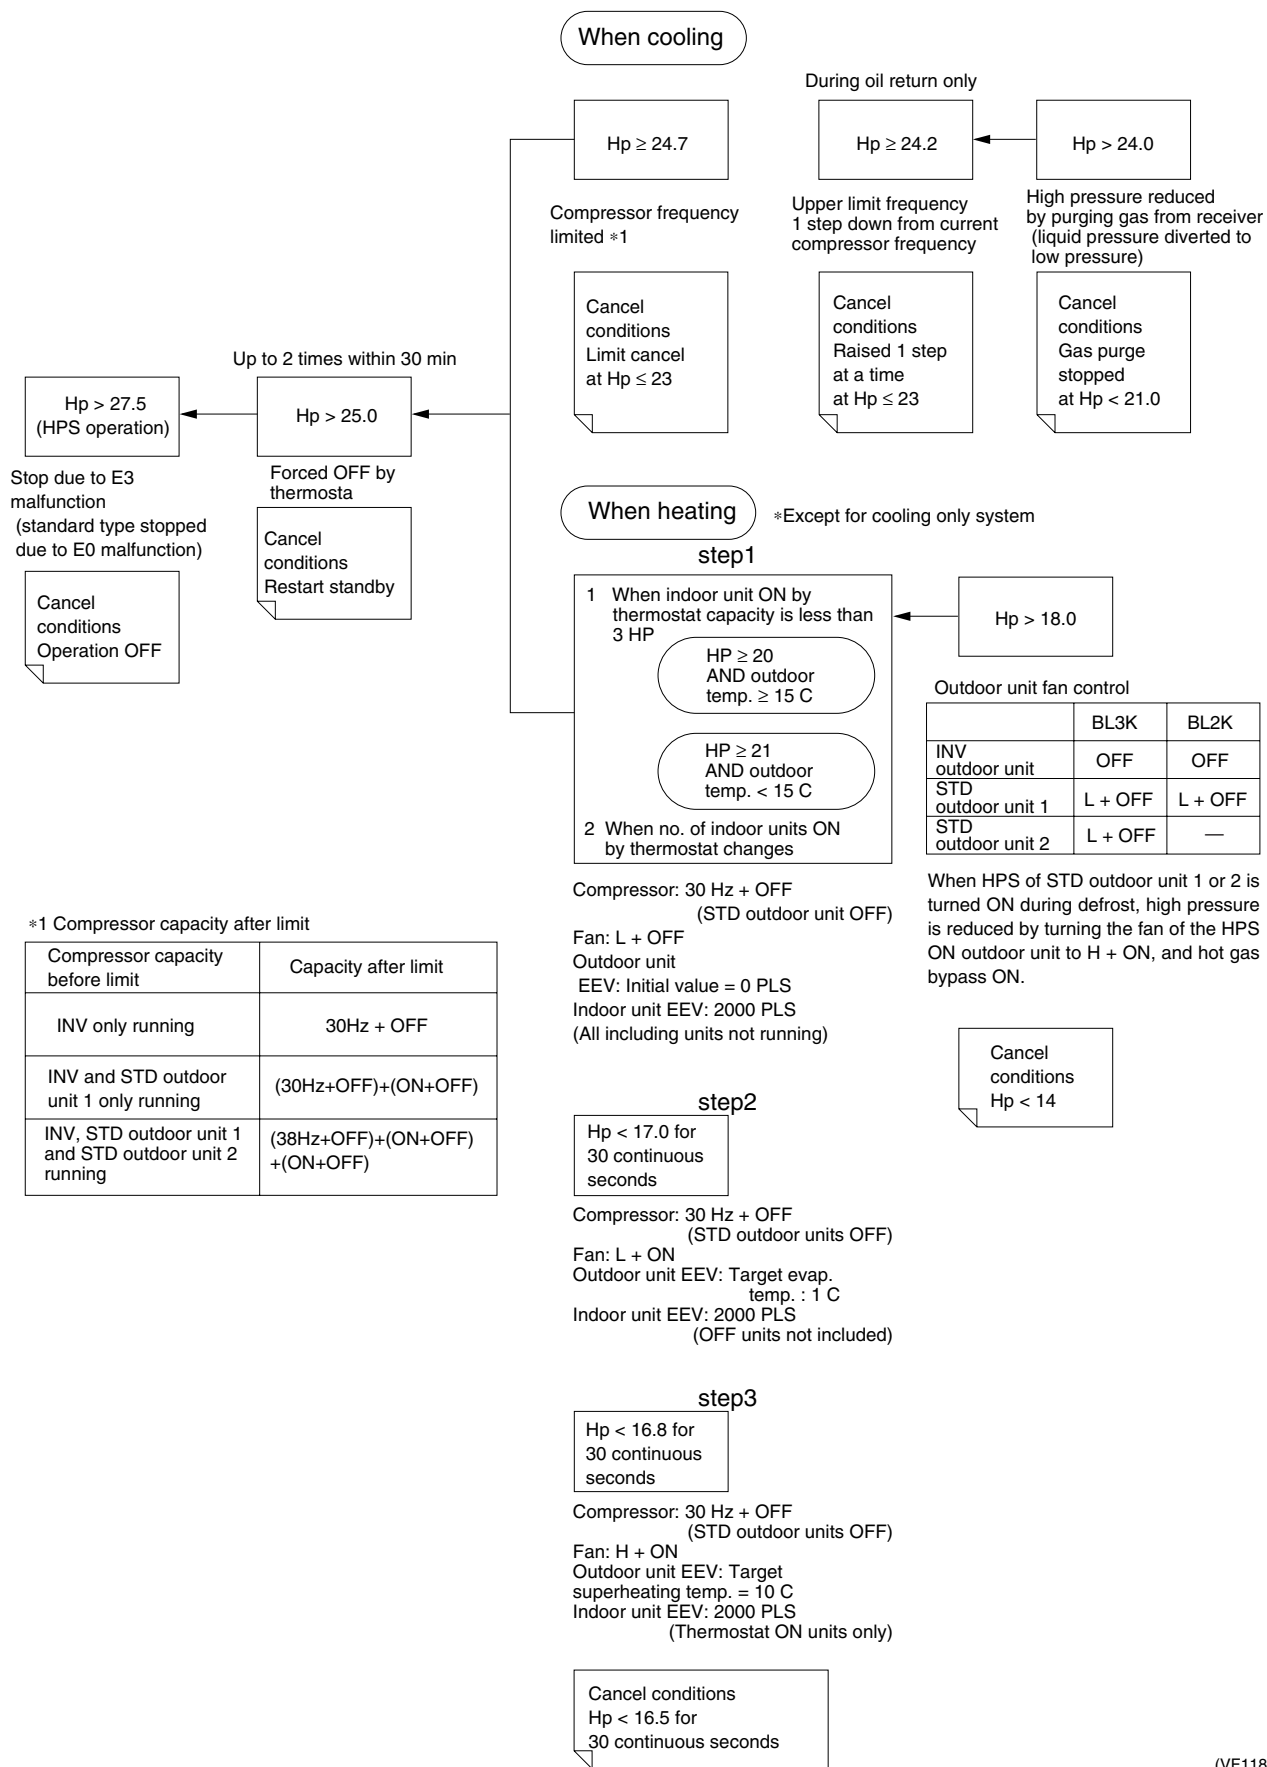 When cooling
During oil return only
Hp ≥ 24.7
Hp ≥ 24.2
Hp > 24.0
Compressor frequency
limited *1
Upper limit frequency
1 step down from current
compressor frequency
High pressure reduced
by purging gas from receiver
(liquid pressure diverted to
low pressure)
Cancel
conditions
Limit cancel
at Hp ≤ 23
Cancel
conditions
Raised 1 step
at a time
at Hp ≤ 23
Cancel
conditions
Gas purge
stopped
at Hp < 21.0
Up to 2 times within 30 min
Hp > 27.5
(HPS operation)
Hp > 25.0
Stop due to E3
malfunction
(standard type stopped
due to E0 malfunction)
Forced OFF by
thermosta
Cancel
conditions
Restart standby
Cancel
conditions
Operation OFF
When heating
*Except for cooling only system
step1
1 When indoor unit ON by
thermostat capacity is less than
3 HP
HP ≥ 20
AND outdoor
temp. ≥ 15 C
HP ≥ 21
AND outdoor
temp. < 15 C
2 When no. of indoor units ON
by thermostat changes
Hp > 18.0
Outdoor unit fan control
BL3K BL2K
INV
outdoor unit OFF OFF
STD
outdoor unit 1 L + OFF L + OFF
STD
outdoor unit 2 L + OFF —
When HPS of STD outdoor unit 1 or 2 is
turned ON during defrost, high pressure
is reduced by turning the fan of the HPS
ON outdoor unit to H + ON, and hot gas
bypass ON.
Cancel
conditions
Hp < 14
Compressor: 30 Hz + OFF
(STD outdoor unit OFF)
Fan: L + OFF
Outdoor unit
EEV: Initial value = 0 PLS
Indoor unit EEV: 2000 PLS
(All including units not running)
*1 Compressor capacity after limit
Compressor capacity
before limit
Capacity after limit
INV only running
30Hz + OFF
INV and STD outdoor
unit 1 only running
(30Hz+OFF)+(ON+OFF)
INV, STD outdoor unit 1
and STD outdoor unit 2
running
(38Hz+OFF)+(ON+OFF)
+(ON+OFF)
step2
Hp < 17.0 for
30 continuous
seconds
Compressor: 30 Hz + OFF
(STD outdoor units OFF)
Fan: L + ON
Outdoor unit EEV: Target evap.
temp. : 1 C
Indoor unit EEV: 2000 PLS
(OFF units not included)
step3
Hp < 16.8 for
30 continuous
seconds
Compressor: 30 Hz + OFF
(STD outdoor units OFF)
Fan: H + ON
Outdoor unit EEV: Target
superheating temp. = 10 C
Indoor unit EEV: 2000 PLS
(Thermostat ON units only)
Cancel conditions
Hp < 16.5 for
30 continuous seconds